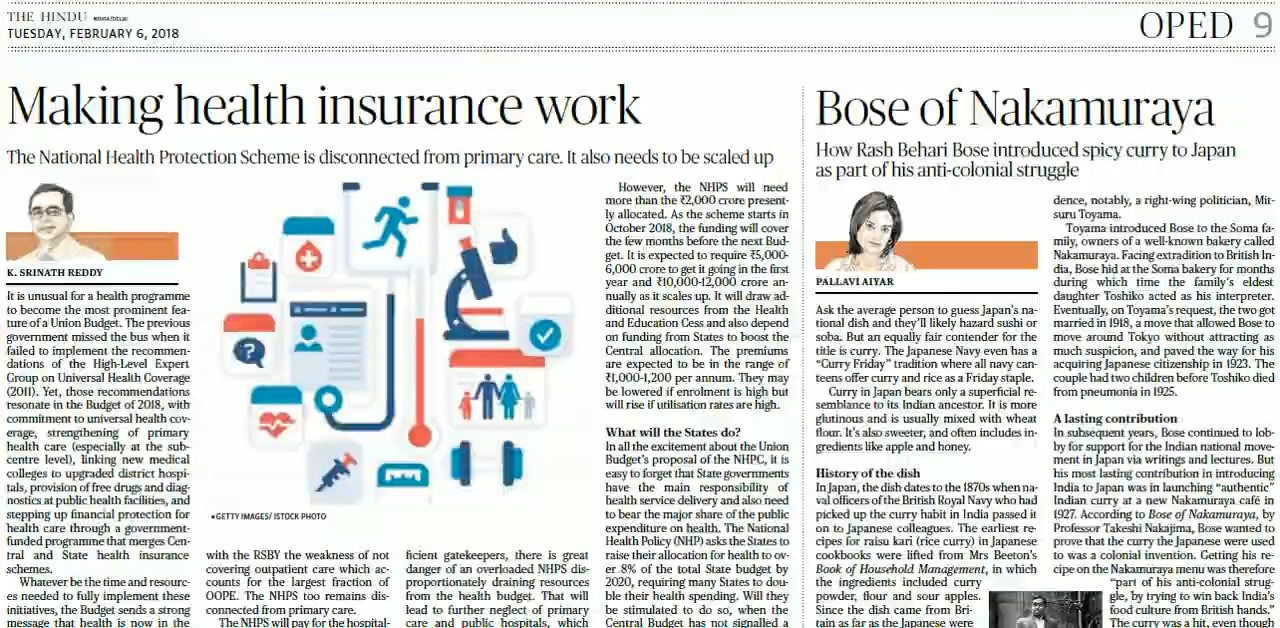 THE HINDU
TUESDAY, FEBRUARY 6, 2018
OPED 9
Making health insurance work
The National Health Protection Scheme is disconnected from primary care. It also needs to be scaled up
K. SRINATH REDDY
It is unusual for a health programme
to become the most prominent fea-
ture of a Union Budget. The previous
government missed the bus when it
failed to implement the recommen-
dations of the High-Level Expert
Group on Universal Health Coverage
(2011). Yet, those recommendations
resonate in the Budget of 2018, with
commitment to universal health cov-
erage, strengthening of primary
health care (especially at the sub-
centre level), linking new medical
colleges to upgraded district hospi-
tals, provision of free drugs and diag-
nostics at public health facilities, and
stepping up financial protection for
health care through a government-
funded programme that merges Cen-
tral and State health insurance
schemes.
Whatever be the time and resourc-
es needed to fully implement these
initiatives, the Budget sends a strong
message that health is now in the
GETTY IMAGES/ ISTOCK PHOTO
with the RSBY the weakness of not
covering outpatient care which ac-
counts for the largest fraction of
OOPE. The NHPS too remains dis-
connected from primary care.
The NHPS will pay for the hospital-
ficient gatekeepers, there is great
danger of an overloaded NHPS dis-
proportionately draining resources
from the health budget. That will
lead to further neglect of primary
care and public hospitals, which
However, the NHPS will need
more than the ₹2,000 crore present-
ly allocated. As the scheme starts in
October 2018, the funding will cover
the few months before the next Bud-
get. It is expected to require ₹5,000-
6,000 crore to get it going in the first
year and ₹10,000-12,000 crore an-
nually as it scales up. It will draw ad-
ditional resources from the Health
and Education Cess and also depend
on funding from States to boost the
Central allocation. The premiums
are expected to be in the range of
₹1,000-1,200 per annum. They may
be lowered if enrolment is high but
will rise if utilisation rates are high.
What will the States do?
In all the excitement about the Union
Budget's proposal of the NHPC, it is
easy to forget that State governments
have the main responsibility of
health service delivery and also need
to bear the major share of the public
expenditure on health. The National
Health Policy (NHP) asks the States to
raise their allocation for health to ov-
er 8% of the total State budget by
2020, requiring many States to dou-
ble their health spending. Will they
be stimulated to do so, when the
Central Budget has not signalled a
Bose of Nakamuraya
How Rash Behari Bose introduced spicy curry to Japan
as part of his anti-colonial struggle
PALLAVI AIYAR
Ask the average person to guess Japan's na-
tional dish and they'll likely hazard sushi or
soba. But an equally fair contender for the
title is curry. The Japanese Navy even has a
"Curry Friday" tradition where all navy can-
teens offer curry and rice as a Friday staple.
Curry in Japan bears only a superficial re-
semblance to its Indian ancestor. It is more
glutinous and is usually mixed with wheat
flour. It's also sweeter, and often includes in-
gredients like apple and honey.
History of the dish
In Japan, the dish dates to the 1870s when na-
val officers of the British Royal Navy who had
picked up the curry habit in India passed it
on to Japanese colleagues. The earliest re-
cipes for raisu kari (rice curry) in Japanese
cookbooks were lifted from Mrs Beeton's
Book of Household Management, in which
the ingredients included curry
powder, flour and sour apples.
Since the dish came from Bri-
tain as far as the Japanese were
dence, notably, a right-wing politician, Mit-
suru Toyama.
Toyama introduced Bose to the Soma fa-
mily, owners of a well-known bakery called
Nakamuraya. Facing extradition to British In-
dia, Bose hid at the Soma bakery for months
during which time the family's eldest
daughter Toshiko acted as his interpreter.
Eventually, on Toyama's request, the two got
married in 1918, a move that allowed Bose to
move around Tokyo without attracting as
much suspicion, and paved the way for his
acquiring Japanese citizenship in 1923. The
couple had two children before Toshiko died
from pneumonia in 1925.
A lasting contribution
In subsequent years, Bose continued to lob-
by for support for the Indian national move-
ment in Japan via writings and lectures. But
his most lasting contribution in introducing
India to Japan was in launching "authentic"
Indian curry at a new Nakamuraya café in
1927. According to Bose of Nakamuraya, by
Professor Takeshi Nakajima, Bose wanted to
prove that the curry the Japanese were used
to was a colonial invention. Getting his re-
cipe on the Nakamuraya menu was therefore
"part of his anti-colonial strug-
gle, by trying to win back India's
food culture from British hands."
The curry was a hit, even though